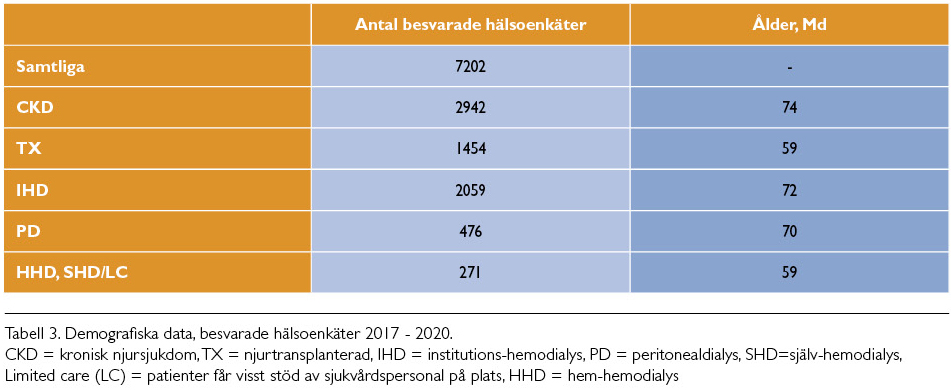 Antal besvarade hälsoenkäter Ålder, Md
Samtliga 7202 -
CKD 2942 74
TX 1454 59
IHD 2059 72
PD 476 70
HHD, SHD/LC 271 59
Tabell 3. Demografiska data, besvarade hälsoenkäter 2017 - 2020.
CKD = kronisk njursjukdom, TX = njurtransplanterad, IHD = institutions-hemodialys, PD = peritonealdialys, SHD=själv-hemodialys,
Limited care (LC) = patienter får visst stöd av sjukvårdspersonal på plats, HHD = hem-hemodialys